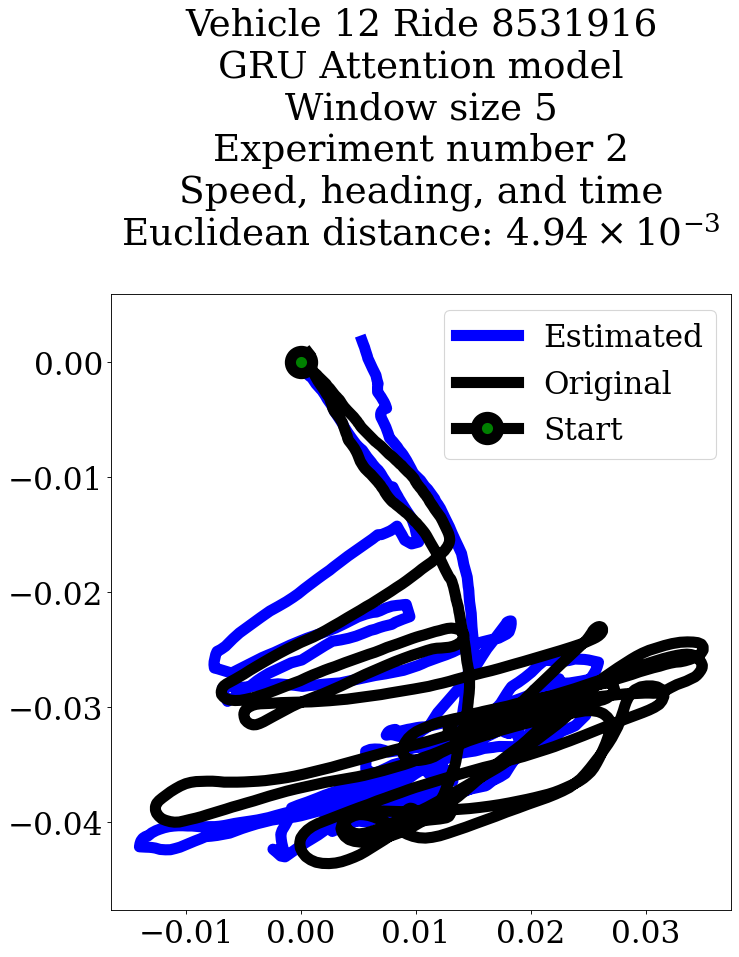 Vehicle 12 Ride 8531916
GRU Attention model
Window size 5
Experiment number 2
Speed, heading, and time
Euclidean distance: 4.94 × 10⁻³
Estimated
Original
Start
0.00
−0.01
−0.02
−0.03
−0.04
−0.01 0.00 0.01 0.02 0.03